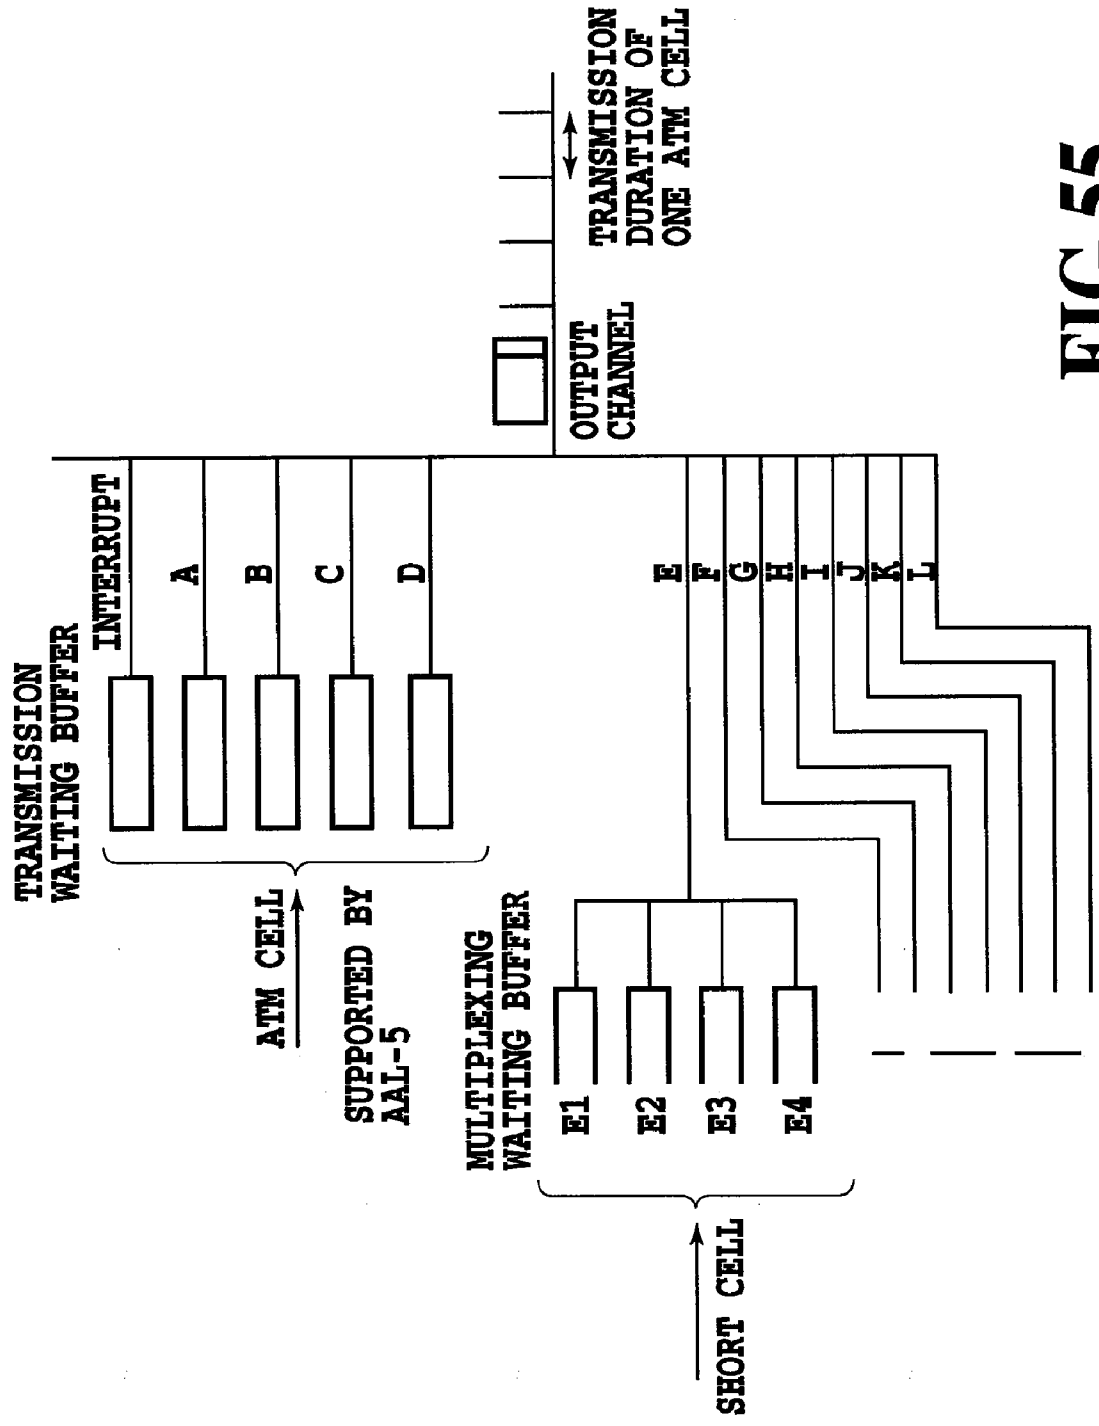 TRANSMISSION
WAITING BUFFER
INTERRUPT
A
B
C
D
ATM CELL
SUPPORTED BY
AAL-5
OUTPUT
CHANNEL
TRANSMISSION
DURATION OF
ONE ATM CELL
MULTIPLEXING
WAITING BUFFER
E1
E2
E3
E4
SHORT CELL
E
F
G
H
I
J
K
L
FIG.55